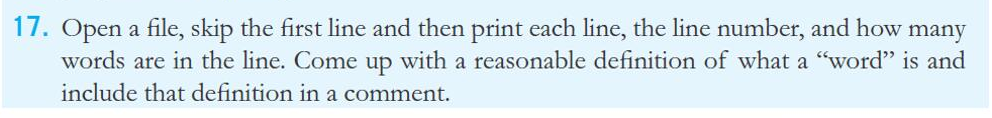 17. Open a file, skip the first line and then print each line, the line number, and how many
words are in the line. Come up with a reasonable definition of what a “word” is and
include that definition in a comment.